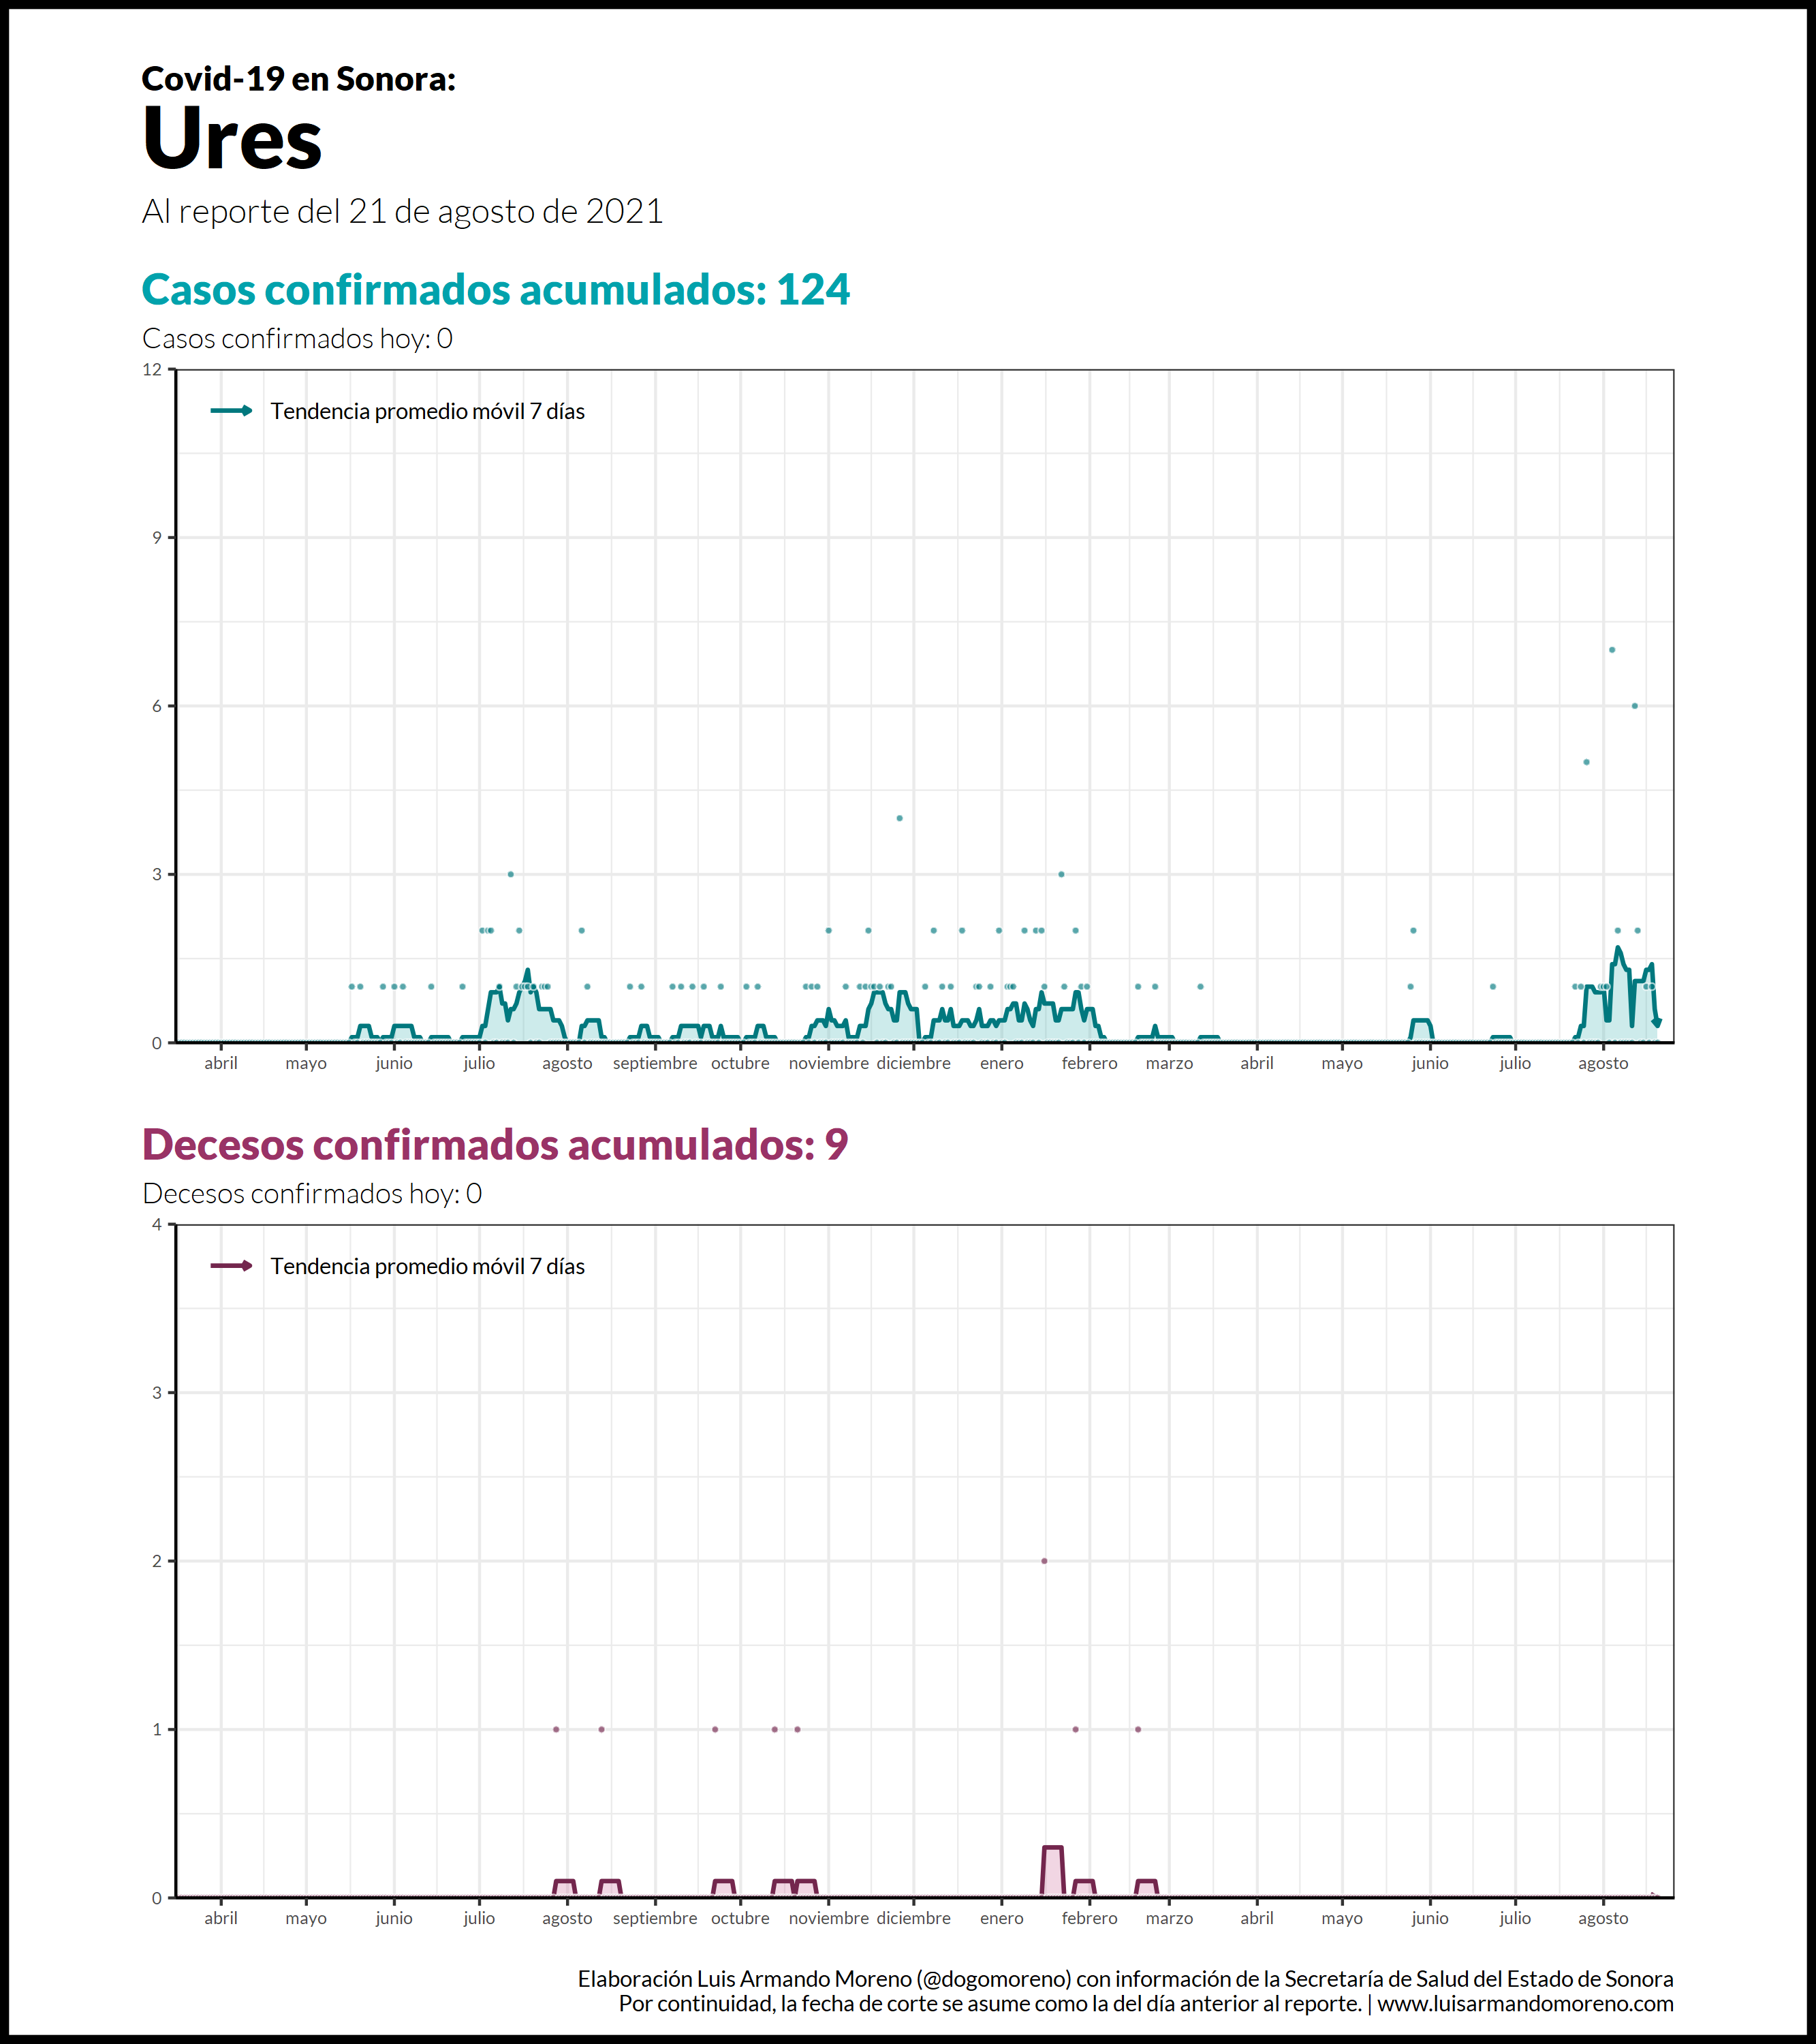 Covid-19 en Sonora:
Ures
Al reporte del 21 de agosto de 2021
Casos confirmados acumulados: 124
Casos confirmados hoy: 0
12
Tendencia promedio móvil 7 días
9
6
3
0
abril mayo junio julio agosto septiembre octubre noviembre diciembre enero febrero marzo abril mayo junio julio agosto
Decesos confirmados acumulados: 9
Decesos confirmados hoy: 0
4
Tendencia promedio móvil 7 días
3
2
1
0
abril mayo junio julio agosto septiembre octubre noviembre diciembre enero febrero marzo abril mayo junio julio agosto
Elaboración Luis Armando Moreno (@dogomoreno) con información de la Secretaría de Salud del Estado de Sonora
Por continuidad, la fecha de corte se asume como la del día anterior al reporte. | www.luisarmandomoreno.com